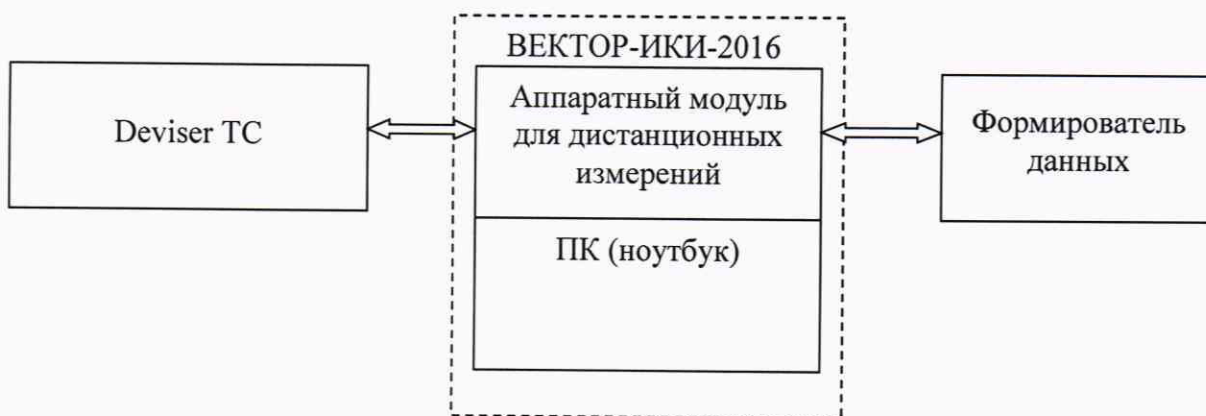 ВЕКТОР-ИКИ-2016
Deviser TC
Аппаратный модуль
для дистанционных
измерений
Формирователь
данных
ПК (ноутбук)